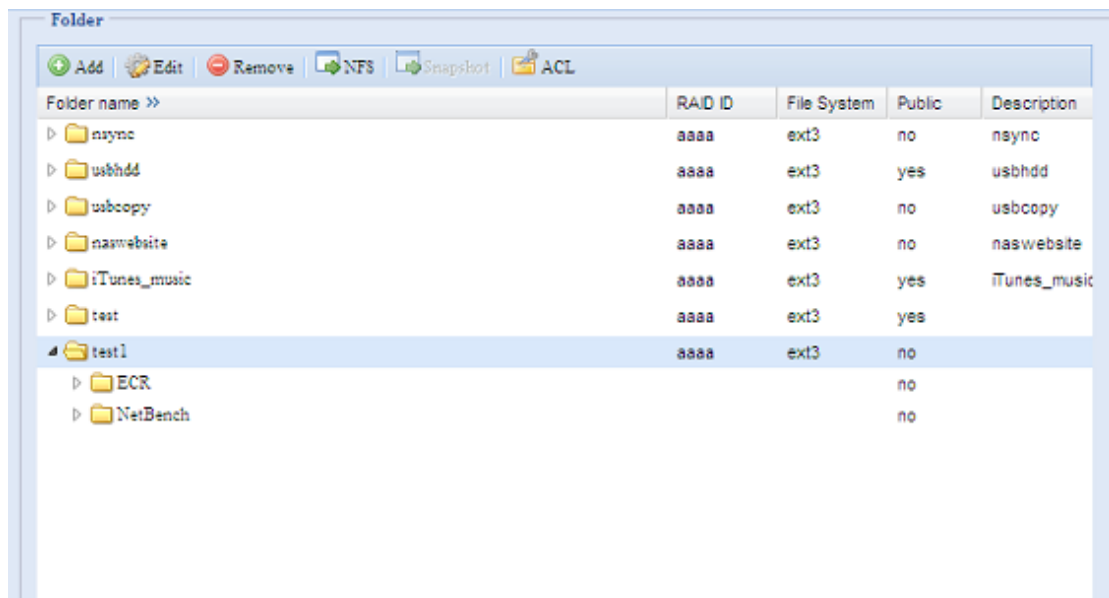 Folder
Add Edit Remove NFS Snapshot ACL
Folder name » RAID ID File System Public Description
nsync aaaa ext3 no nsync
usbhdd aaaa ext3 yes usbhdd
usbcopy aaaa ext3 no usbcopy
naswebsite aaaa ext3 no naswebsite
iTunes_music aaaa ext3 yes iTunes_music
test aaaa ext3 yes
test1 aaaa ext3 no
ECR no
NetBench no